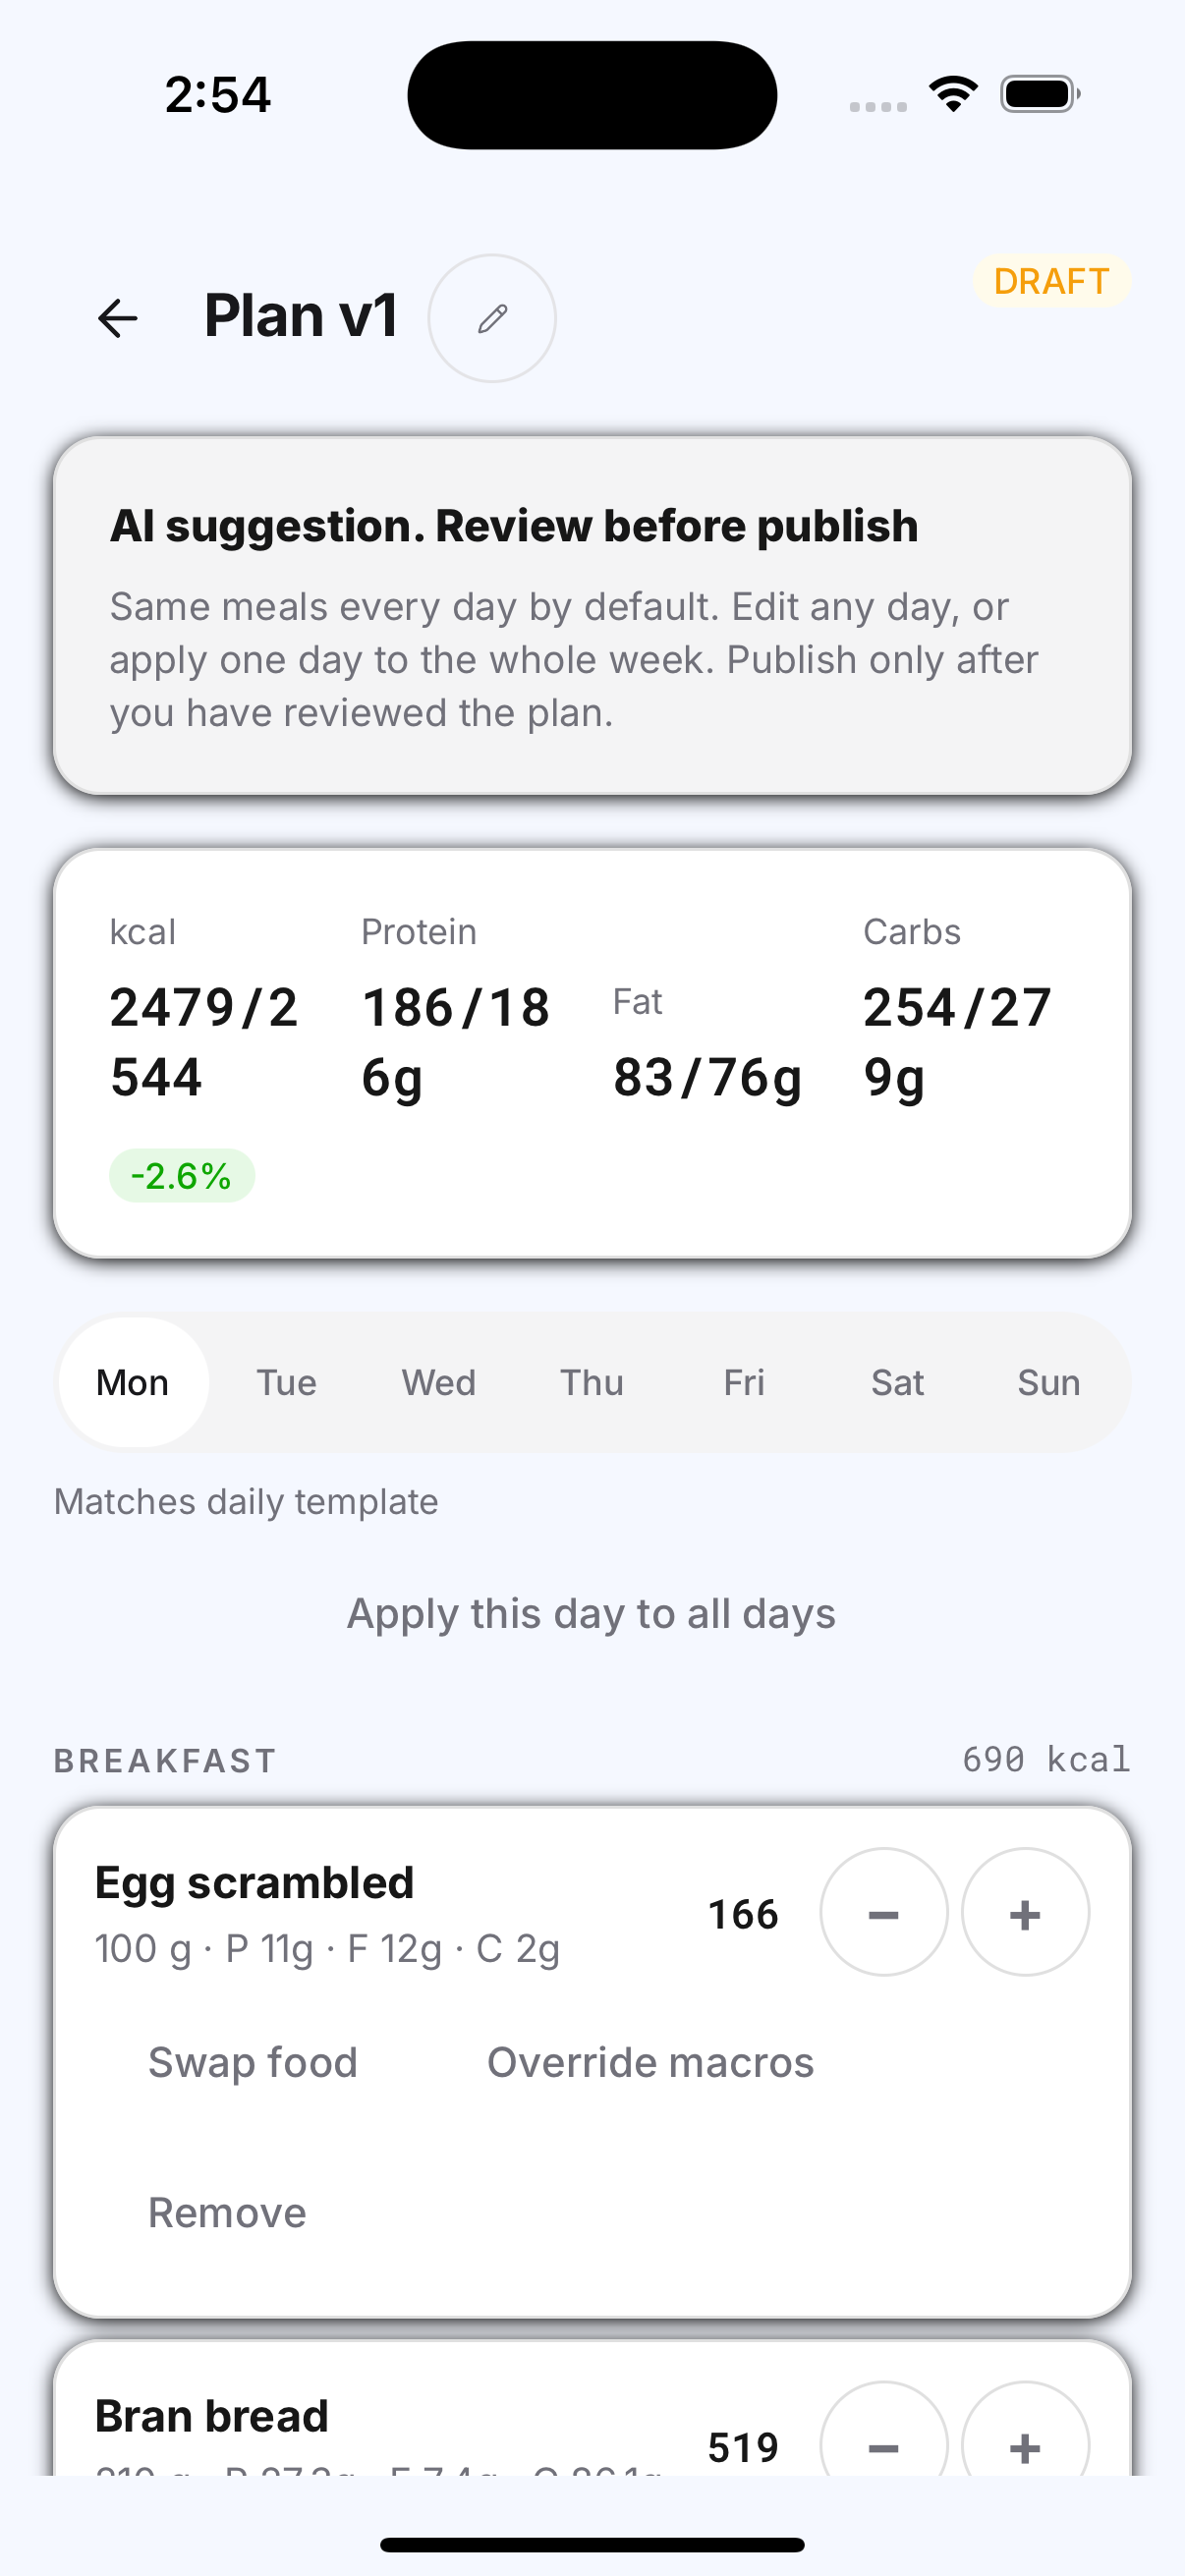 2:54
Plan v1
DRAFT
AI suggestion. Review before publish
Same meals every day by default. Edit any day, or
apply one day to the whole week. Publish only after
you have reviewed the plan.
kcal
2479/2
544
-2.6%
Protein
186/18
6g
Fat
83/76g
Carbs
254/27
9g
Mon Tue Wed Thu Fri Sat Sun
Matches daily template
Apply this day to all days
BREAKFAST 690 kcal
Egg scrambled
100 g · P 11g · F 12g · C 2g
166 − +
Swap food Override macros
Remove
Bran bread
519 − +